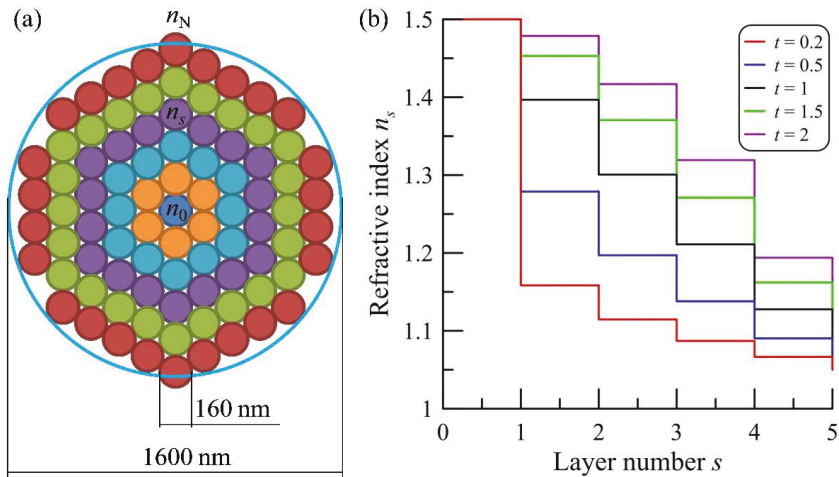 (a)
n_N
n_s
n_0
160 nm
1600 nm
(b)
Refractive index n_s
1.5
1.4
1.3
1.2
1.1
1
0 1 2 3 4 5
Layer number s
t = 0.2
t = 0.5
t = 1
t = 1.5
t = 2